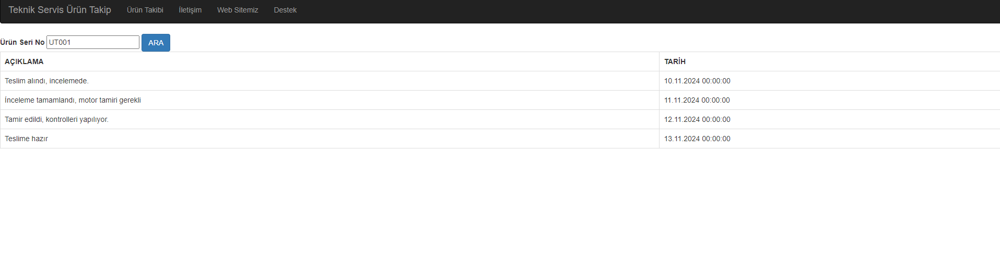 Teknik Servis Ürün Takip Ürün Takibi İletişim Web Sitemiz Destek
Ürün Seri No UT001 ARA
AÇIKLAMA TARİH
Teslim alındı, incelemede. 10.11.2024 00:00:00
İnceleme tamamlandı, motor tamiri gerekli 11.11.2024 00:00:00
Tamir edildi, kontrolleri yapılıyor. 12.11.2024 00:00:00
Teslime hazır 13.11.2024 00:00:00